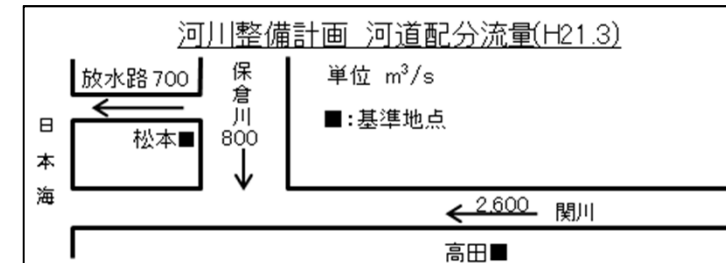 河川整備計画 河道配分流量(H21.3)
放水路700
保倉川
800
単位 m³/s
■:基準地点
日本海
松本■
2,600
関川
高田■